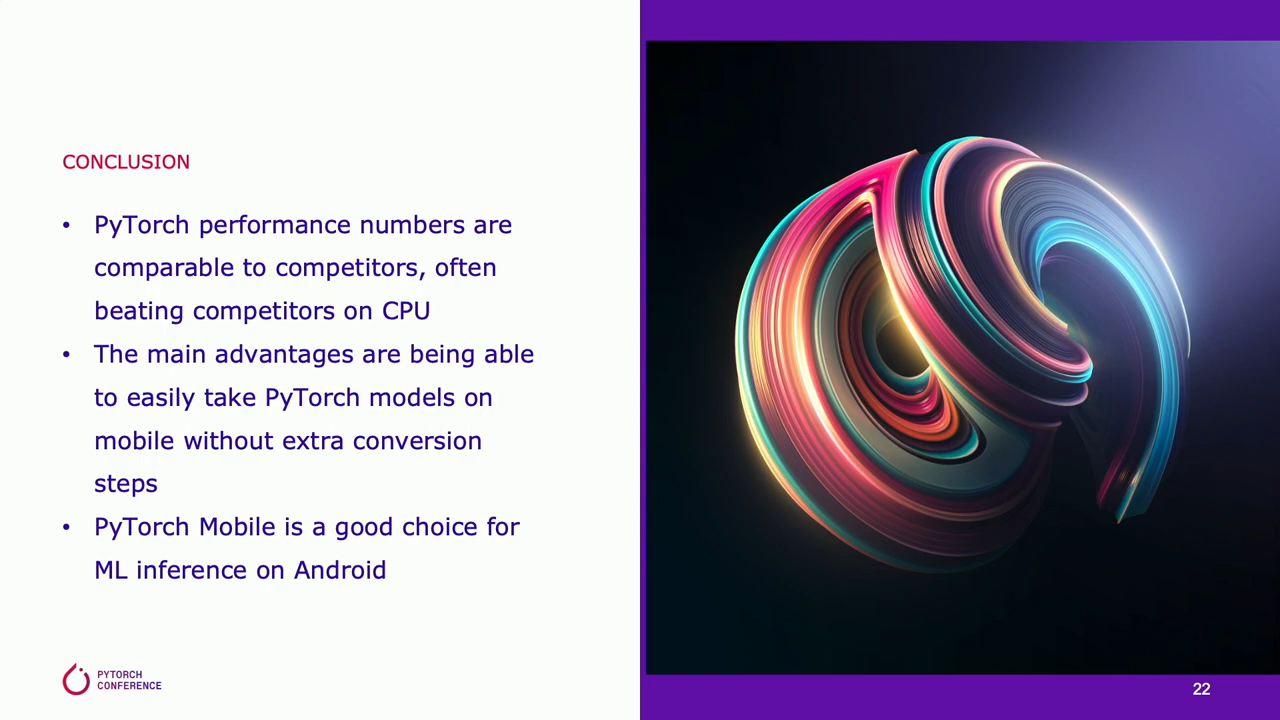 CONCLUSION
• PyTorch performance numbers are
comparable to competitors, often
beating competitors on CPU
• The main advantages are being able
to easily take PyTorch models on
mobile without extra conversion
steps
• PyTorch Mobile is a good choice for
ML inference on Android
PYTORCH
CONFERENCE
22